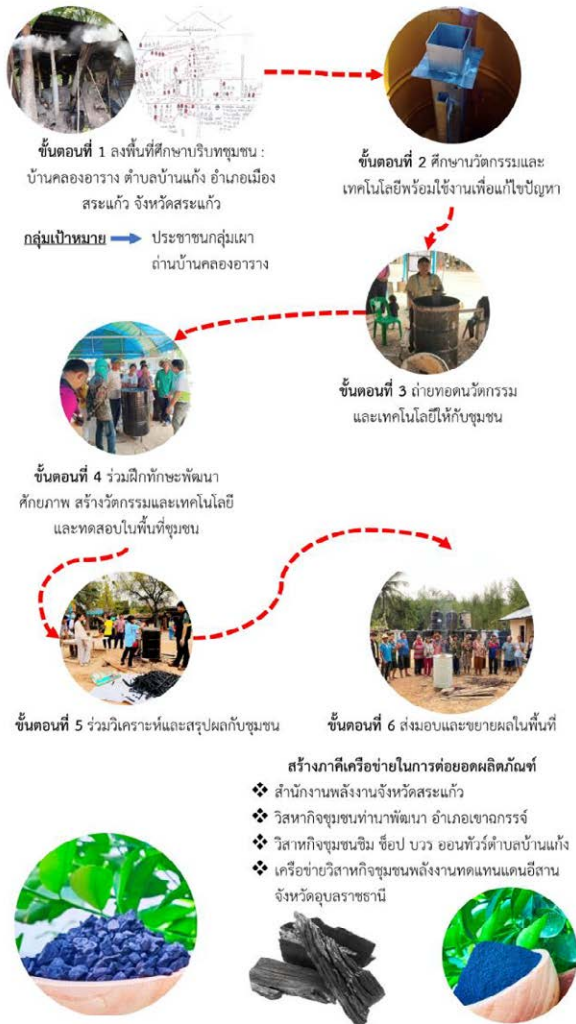 ขั้นตอนที่ 1 ลงพื้นที่ศึกษาบริบทชุมชน :
บ้านคลองอาราง ตำบลบ้านแก้ง อำเภอเมือง
สระแก้ว จังหวัดสระแก้ว
กลุ่มเป้าหมาย ประชาชนกลุ่มเผา
ถ่านบ้านคลองอาราง
ขั้นตอนที่ 2 ศึกษานวัตกรรมและ
เทคโนโลยีพร้อมใช้งานเพื่อแก้ไขปัญหา
ขั้นตอนที่ 3 ถ่ายทอดนวัตกรรม
และเทคโนโลยีให้กับชุมชน
ขั้นตอนที่ 4 ร่วมฝึกทักษะพัฒนา
ศักยภาพ สร้างวัตกรรมและเทคโนโลยี
และทดสอบในพื้นที่ชุมชน
ขั้นตอนที่ 5 ร่วมวิเคราะห์และสรุปผลกับชุมชน
ขั้นตอนที่ 6 ส่งมอบและขยายผลในพื้นที่
สร้างภาคีเครือข่ายในการต่อยอดผลิตภัณฑ์
❖ สำนักงานพลังงานจังหวัดสระแก้ว
❖ วิสหากิจชุมชนท่านาพัฒนา อำเภอเขาฉกรรจ์
❖ วิสาหกิจชุมชนชิม ช็อป บวร ออนทัวร์ตำบลบ้านแก้ง
❖ เครือข่ายวิสาหกิจชุมชนพลังงานทดแทนแดนอีสาน
จังหวัดอุบลราชธานี